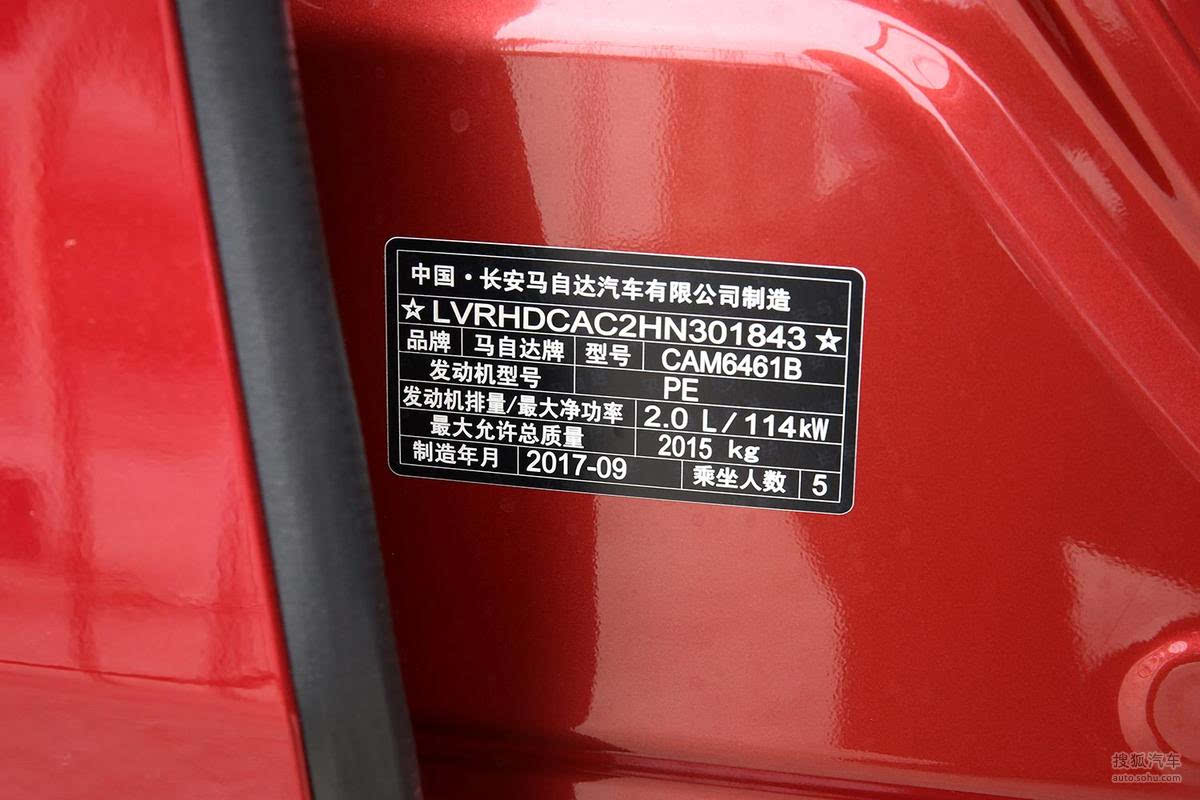 中国·长安马自达汽车有限公司制造
☆LVRHDCAC2HN301843☆
品牌 马自达牌 型号 CAM6461B
发动机型号 PE
发动机排量/最大净功率 2.0 L/114kW
最大允许总质量 2015 kg
制造年月 2017-09 乘坐人数 5
搜狐汽车
auto.sohu.com